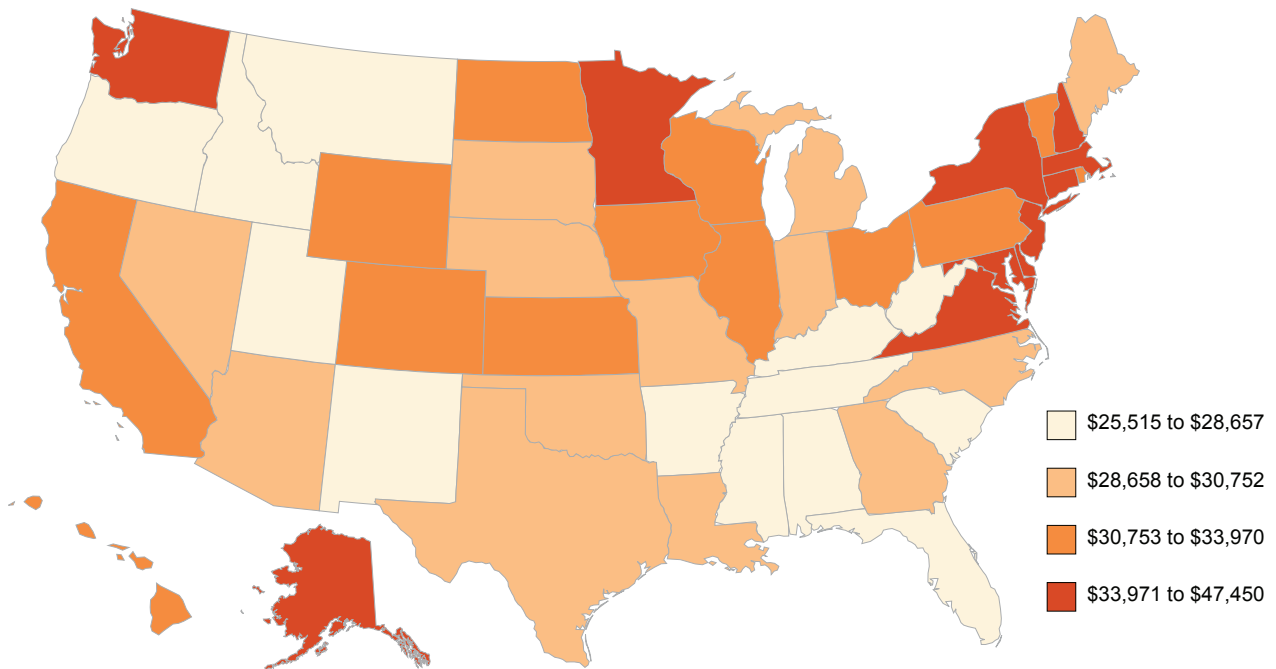 $25,515 to $28,657
$28,658 to $30,752
$30,753 to $33,970
$33,971 to $47,450